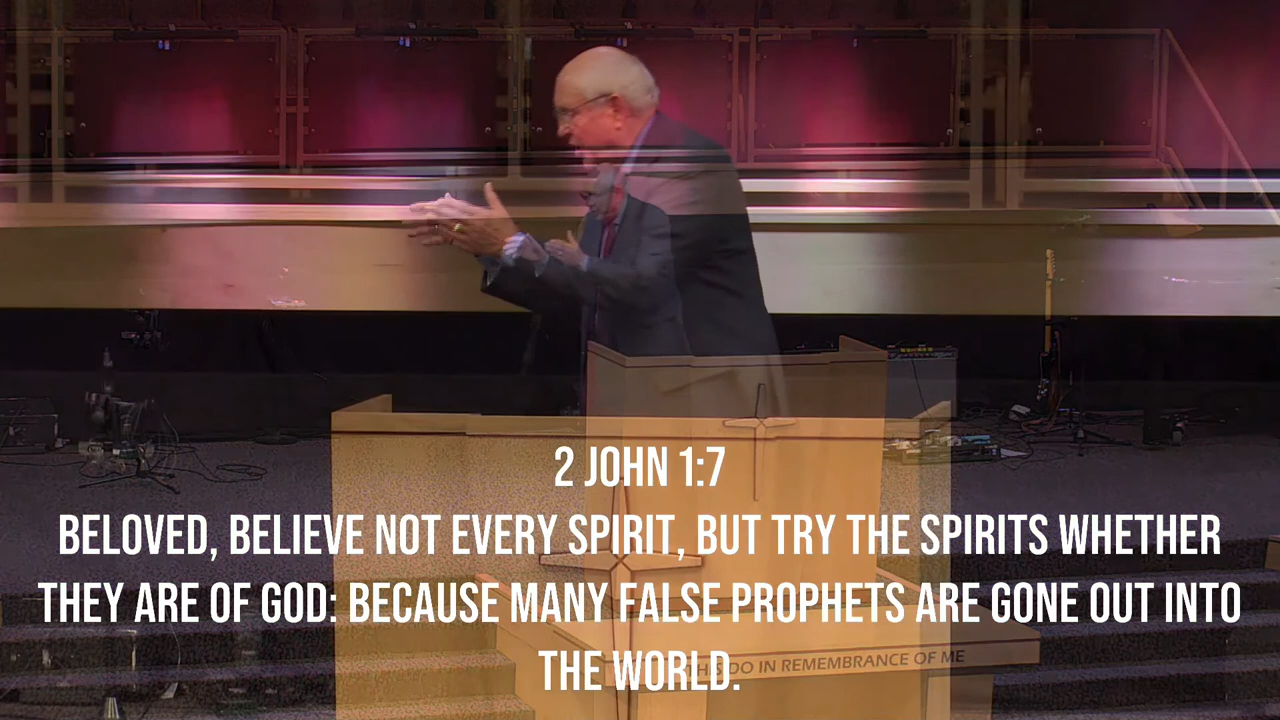 2 JOHN 1:7
BELOVED, BELIEVE NOT EVERY SPIRIT, BUT TRY THE SPIRITS WHETHER
THEY ARE OF GOD: BECAUSE MANY FALSE PROPHETS ARE GONE OUT INTO
THE WORLD.
THIS DO IN REMEMBRANCE OF ME